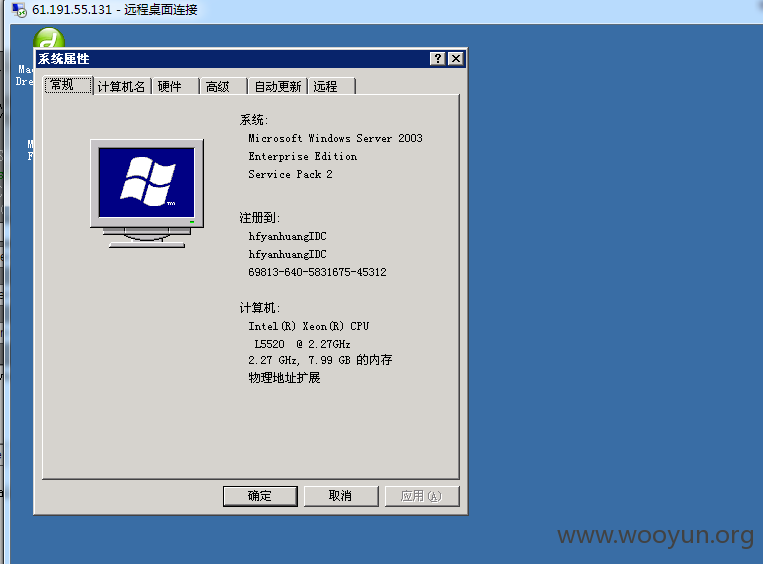 61.191.55.131 - 远程桌面连接
系统属性
常规 计算机名 硬件 高级 自动更新 远程
系统:
Microsoft Windows Server 2003
Enterprise Edition
Service Pack 2
注册到:
hfyanhuangIDC
hfyanhuangIDC
69813-640-5831675-45312
计算机:
Intel(R) Xeon(R) CPU
L5520 @ 2.27GHz
2.27 GHz, 7.99 GB 的内存
物理地址扩展
确定 取消 应用(A)
www.wooyun.org